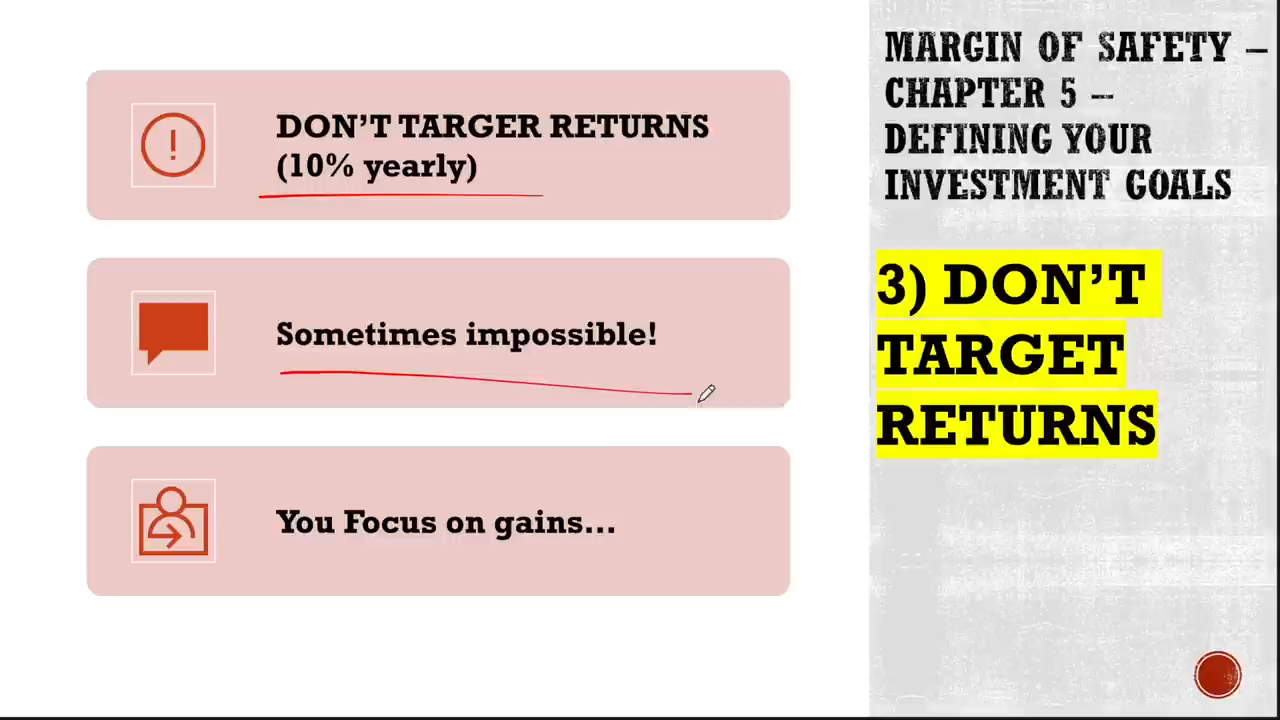 DON'T TARGER RETURNS
(10% yearly)
Sometimes impossible!
You Focus on gains...
MARGIN OF SAFETY –
CHAPTER 5 –
DEFINING YOUR
INVESTMENT GOALS
3) DON'T
TARGET
RETURNS